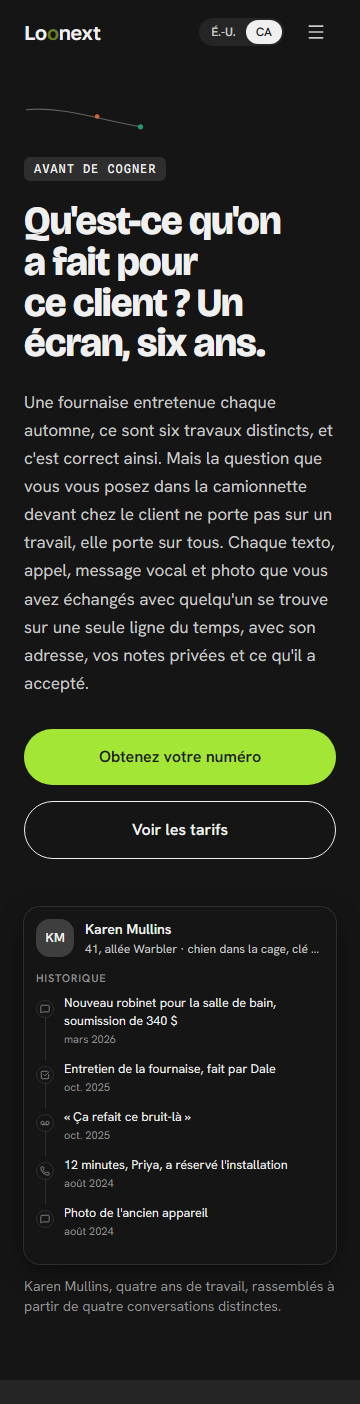 Loonext
É.-U.
CA
AVANT DE COGNER
Qu'est-ce qu'on
a fait pour
ce client ? Un
écran, six ans.
Une fournaise entretenue chaque
automne, ce sont six travaux distincts, et
c'est correct ainsi. Mais la question que
vous vous posez dans la camionnette
devant chez le client ne porte pas sur un
travail, elle porte sur tous. Chaque texto,
appel, message vocal et photo que vous
avez échangés avec quelqu'un se trouve
sur une seule ligne du temps, avec son
adresse, vos notes privées et ce qu'il a
accepté.
Obtenez votre numéro
Voir les tarifs
KM
Karen Mullins
41, allée Warbler · chien dans la cage, clé ...
HISTORIQUE
Nouveau robinet pour la salle de bain,
soumission de 340 $
mars 2026
Entretien de la fournaise, fait par Dale
oct. 2025
« Ça refait ce bruit-là »
oct. 2025
12 minutes, Priya, a réservé l'installation
août 2024
Photo de l'ancien appareil
août 2024
Karen Mullins, quatre ans de travail, rassemblés à
partir de quatre conversations distinctes.